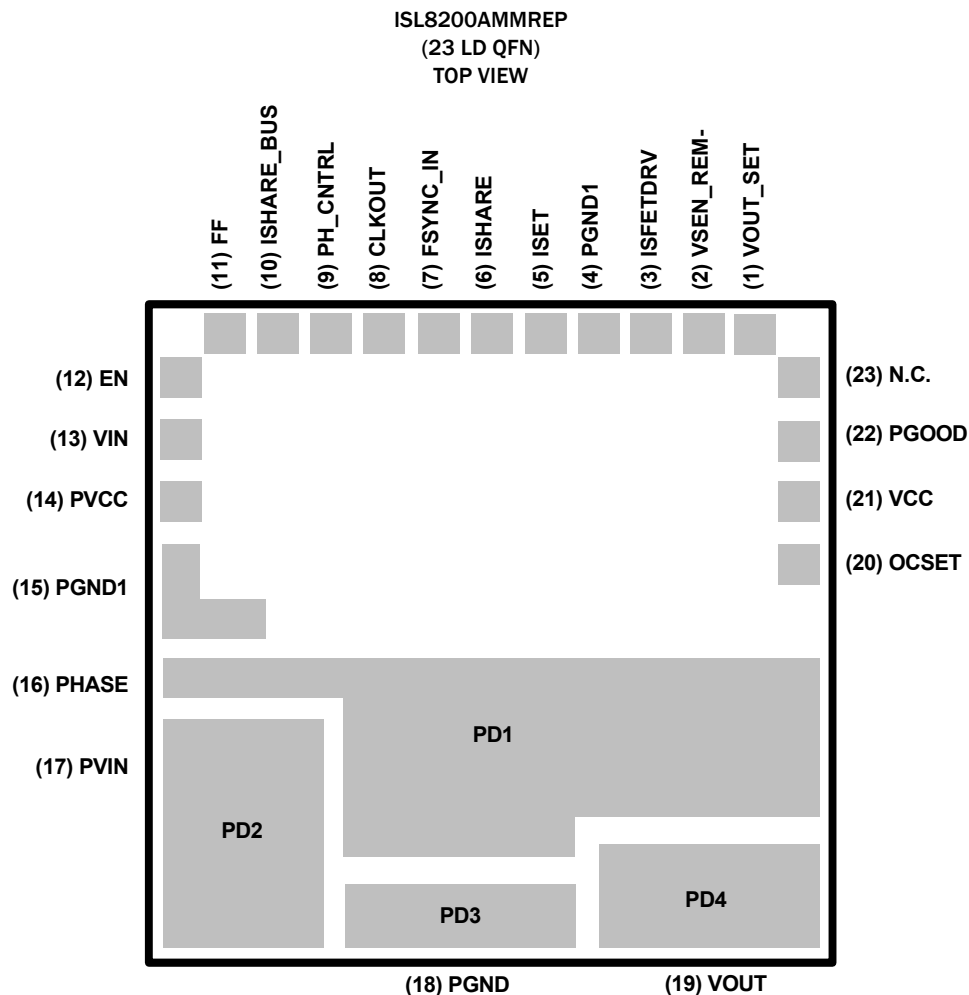 ISL8200AMMREP
(23 LD QFN)
TOP VIEW
(11) FF
(10) ISHARE_BUS
(9) PH_CNTRL
(8) CLKOUT
(7) FSYNC_IN
(6) ISHARE
(5) ISET
(4) PGND1
(3) ISFETDRV
(2) VSEN_REM-
(1) VOUT_SET
(12) EN
(23) N.C.
(13) VIN
(22) PGOOD
(14) PVCC
(21) VCC
(15) PGND1
(20) OCSET
(16) PHASE
PD1
(17) PVIN
PD2
PD3
PD4
(18) PGND
(19) VOUT